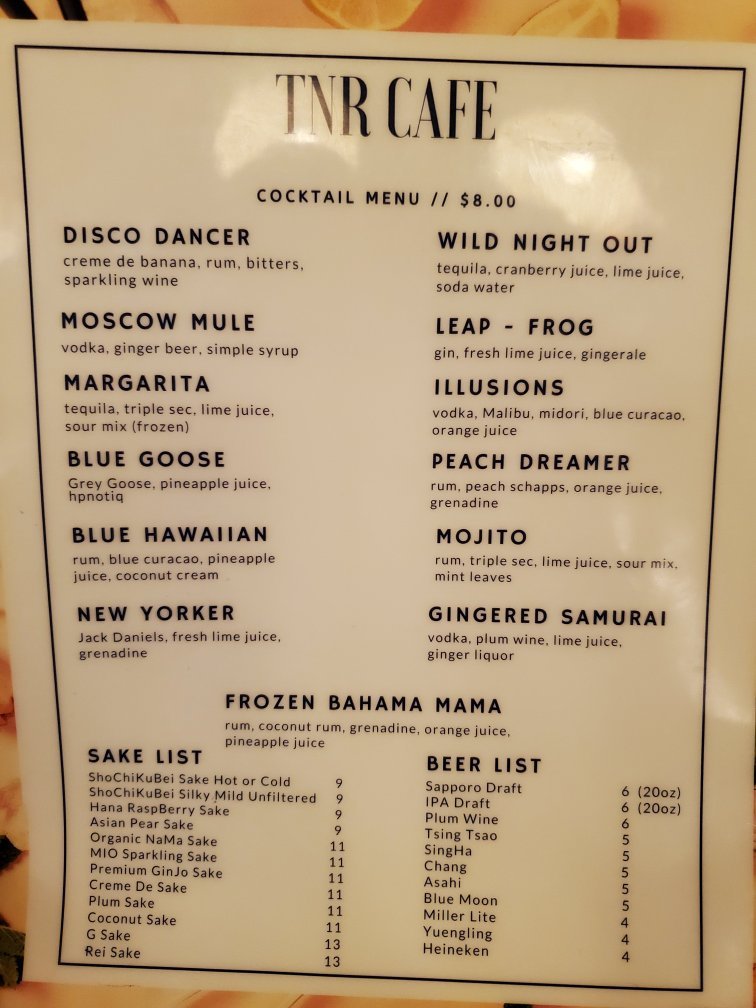 TNR CAFE
COCKTAIL MENU // $8.00
DISCO DANCER
creme de banana, rum, bitters,
sparkling wine
MOSCOW MULE
vodka, ginger beer, simple syrup
MARGARITA
tequila, triple sec, lime juice,
sour mix (frozen)
BLUE GOOSE
Grey Goose, pineapple juice,
hpnotiq
BLUE HAWAIIAN
rum, blue curacao, pineapple
juice, coconut cream
NEW YORKER
Jack Daniels, fresh lime juice,
grenadine
WILD NIGHT OUT
tequila, cranberry juice, lime juice,
soda water
LEAP - FROG
gin, fresh lime juice, gingerale
ILLUSIONS
vodka, Malibu, midori, blue curacao,
orange juice
PEACH DREAMER
rum, peach schapps, orange juice,
grenadine
MOJITO
rum, triple sec, lime juice, sour mix,
mint leaves
GINGERED SAMURAI
vodka, plum wine, lime juice,
ginger liquor
FROZEN BAHAMA MAMA
rum, coconut rum, grenadine, orange juice,
pineapple juice
SAKE LIST
ShoChiKuBei Sake Hot or Cold 9
ShoChiKuBei Silky Mild Unfiltered 9
Hana RaspBerry Sake 9
Asian Pear Sake 9
Organic NaMa Sake 11
MIO Sparkling Sake 11
Premium GinJo Sake 11
Creme De Sake 11
Plum Sake 11
Coconut Sake 11
G Sake 13
Rei Sake 13
BEER LIST
Sapporo Draft 6 (20oz)
IPA Draft 6 (20oz)
Plum Wine 6
Tsing Tsao 5
SingHa 5
Chang 5
Asahi 5
Blue Moon 5
Miller Lite 4
Yuengling 4
Heineken 4